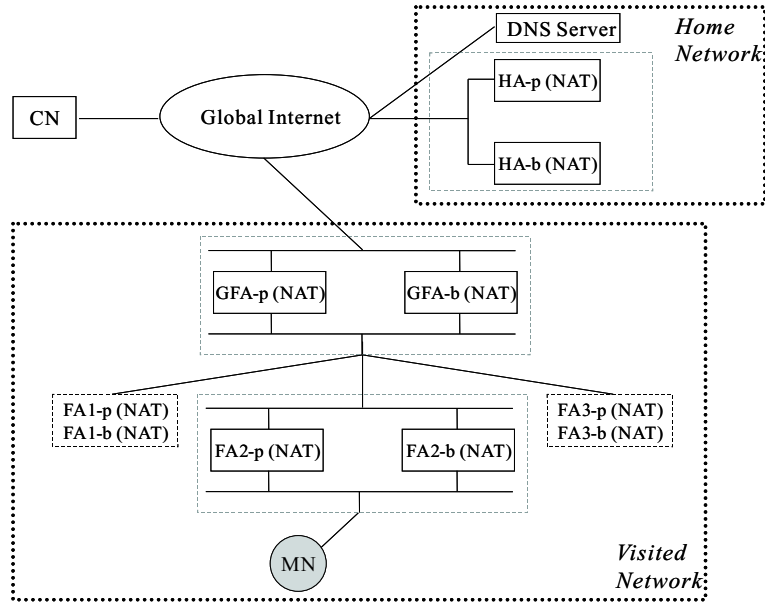 DNS Server
Home
Network
HA-p (NAT)
CN
Global Internet
HA-b (NAT)
GFA-p (NAT)
GFA-b (NAT)
FA1-p (NAT)
FA1-b (NAT)
FA3-p (NAT)
FA3-b (NAT)
FA2-p (NAT)
FA2-b (NAT)
MN
Visited
Network